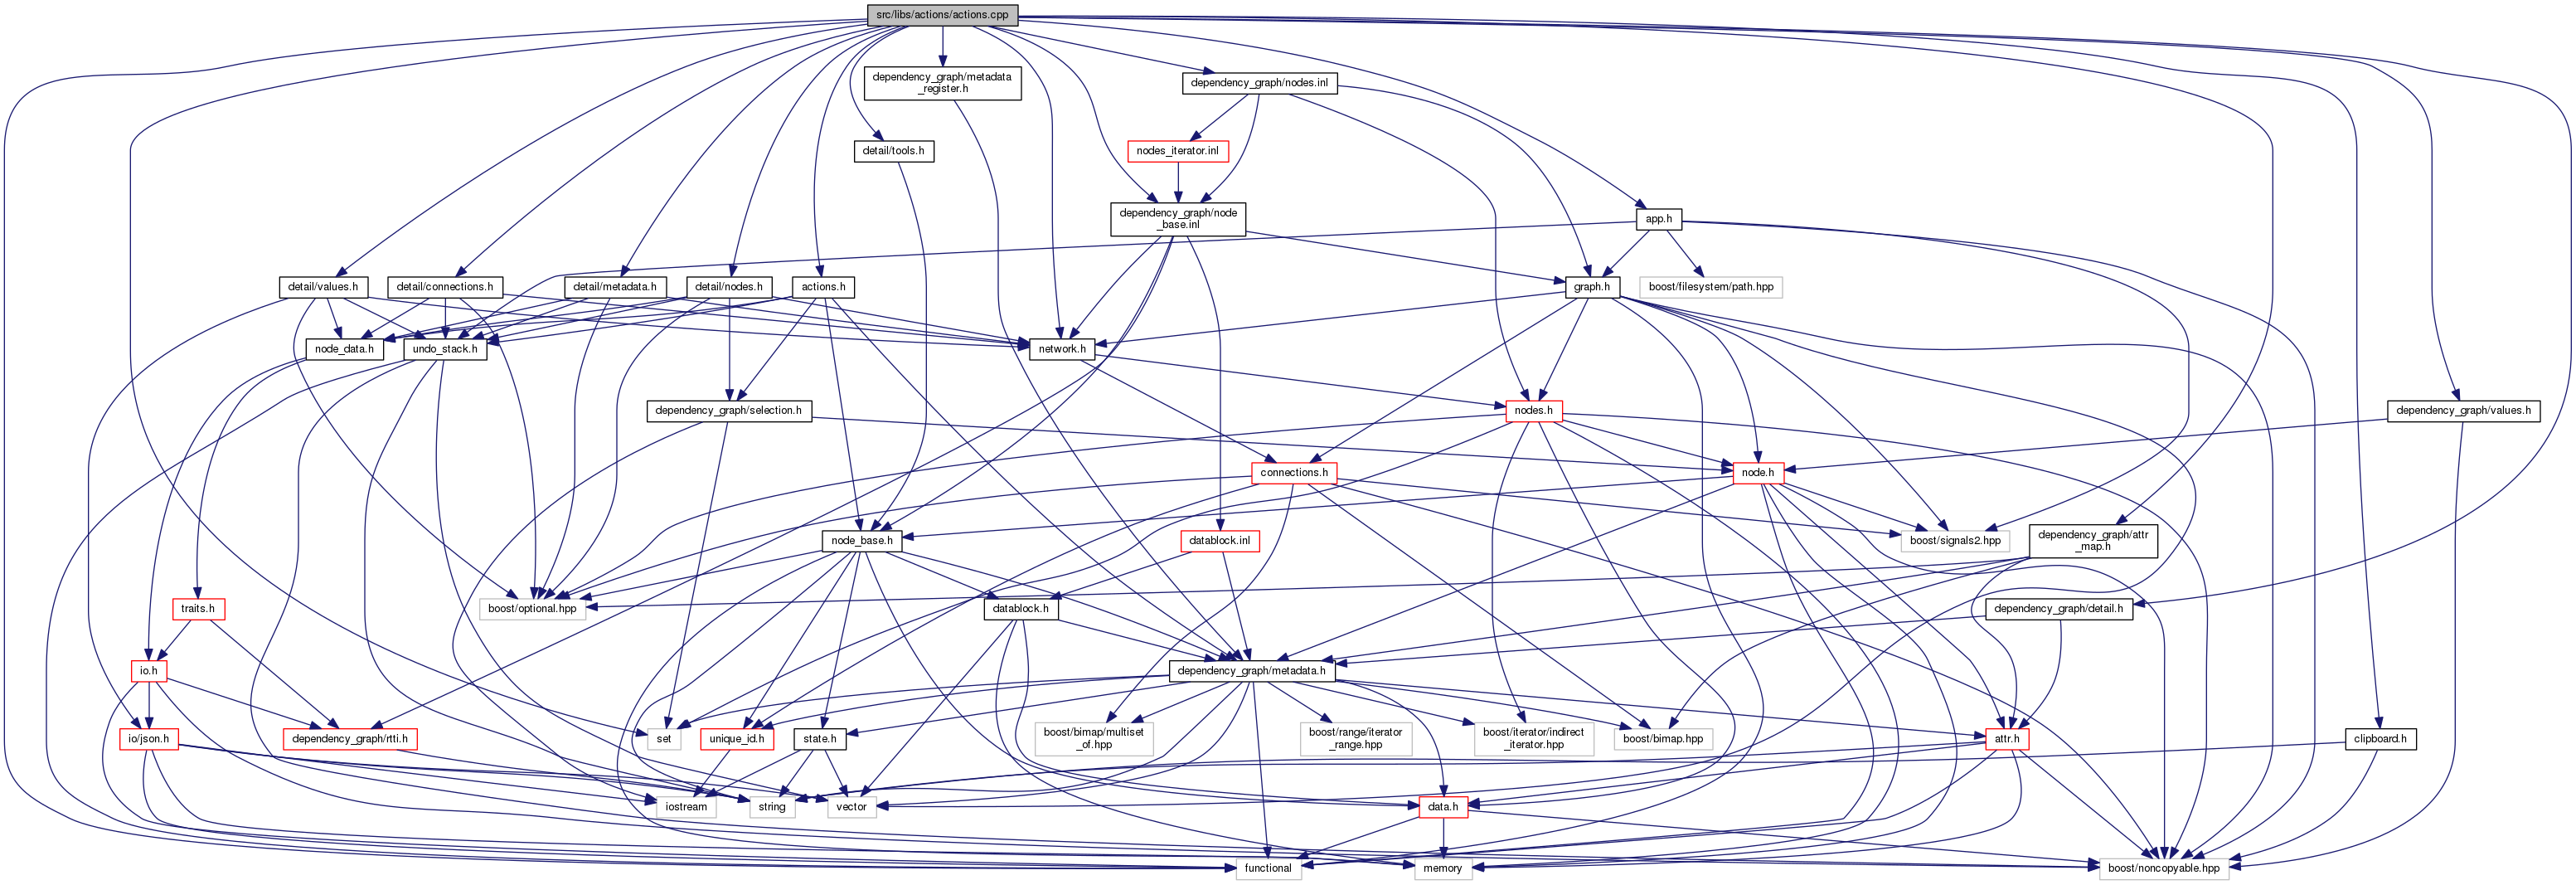 src/libs/actions/actions.cpp
dependency_graph/metadata
_register.h
dependency_graph/nodes.inl
detail/tools.h
nodes_iterator.inl
dependency_graph/node
_base.inl
app.h
detail/values.h
detail/connections.h
detail/metadata.h
detail/nodes.h
actions.h
graph.h
boost/filesystem/path.hpp
node_data.h
undo_stack.h
network.h
dependency_graph/selection.h
nodes.h
dependency_graph/values.h
connections.h
node.h
node_base.h
datablock.inl
boost/signals2.hpp
dependency_graph/attr
_map.h
traits.h
boost/optional.hpp
datablock.h
dependency_graph/detail.h
io.h
dependency_graph/metadata.h
io/json.h
dependency_graph/rtti.h
set
unique_id.h
state.h
boost/bimap/multiset
_of.hpp
boost/range/iterator
_range.hpp
boost/iterator/indirect
_iterator.hpp
boost/bimap.hpp
attr.h
clipboard.h
iostream
string
vector
data.h
functional
memory
boost/noncopyable.hpp